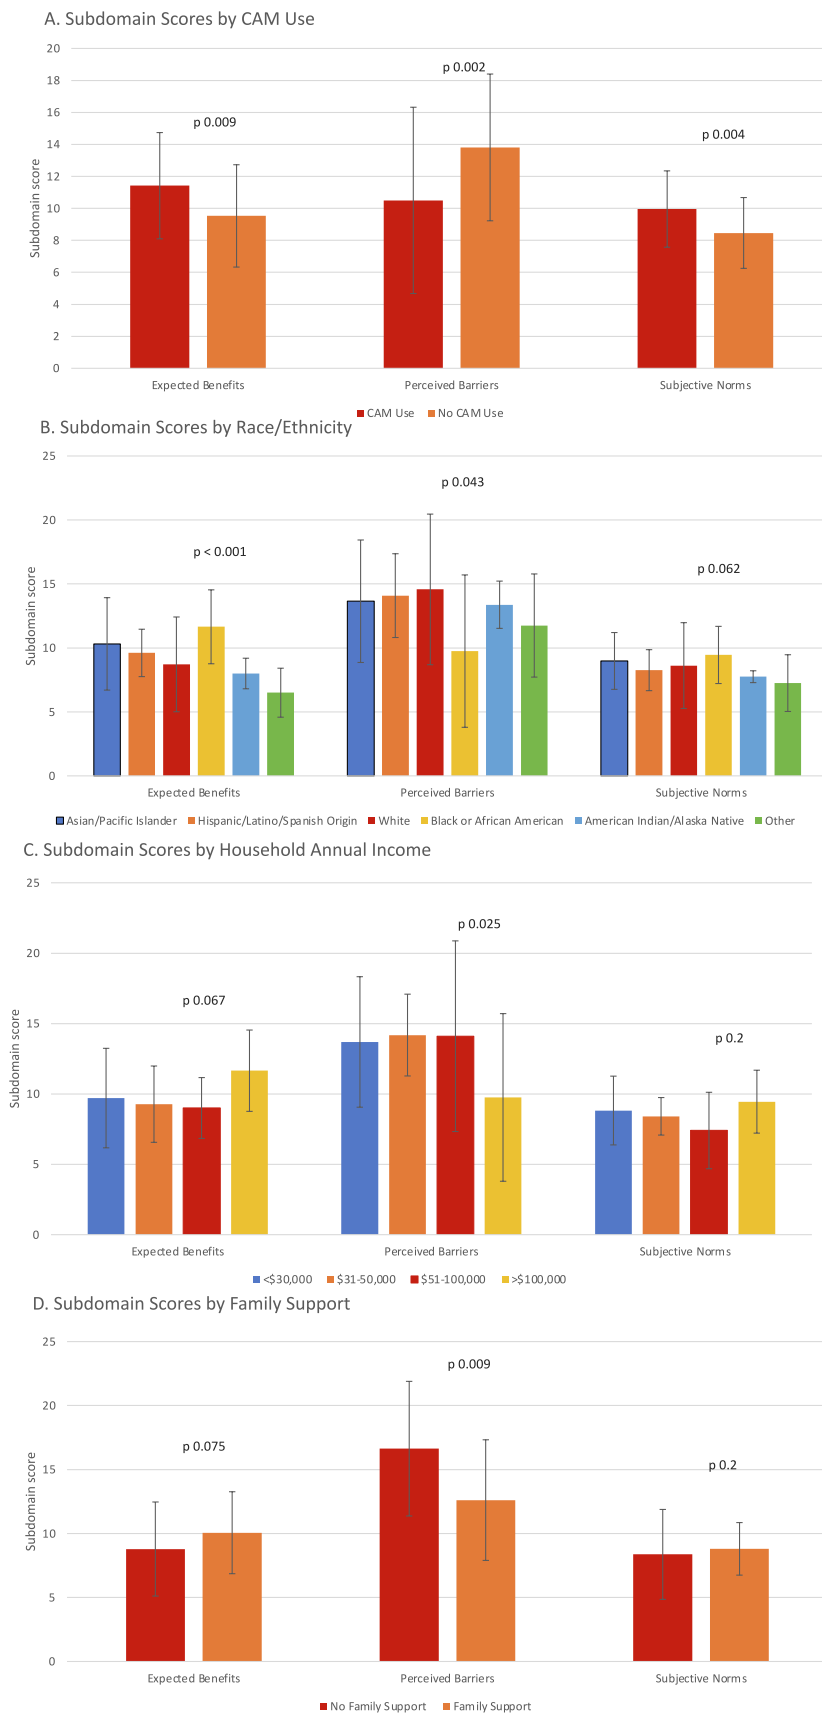 A. Subdomain Scores by CAM Use
20
18
16
14
12
10
8
6
4
2
0
Subdomain score
p 0.009
p 0.002
p 0.004
Expected Benefits
Perceived Barriers
Subjective Norms
CAM Use
No CAM Use
B. Subdomain Scores by Race/Ethnicity
25
20
15
10
5
0
Subdomain score
p < 0.001
p 0.043
p 0.062
Expected Benefits
Perceived Barriers
Subjective Norms
Asian/Pacific Islander
Hispanic/Latino/Spanish Origin
White
Black or African American
American Indian/Alaska Native
Other
C. Subdomain Scores by Household Annual Income
25
20
15
10
5
0
Subdomain score
p 0.067
p 0.025
p 0.2
Expected Benefits
Perceived Barriers
Subjective Norms
<$30,000
$31-50,000
$51-100,000
>$100,000
D. Subdomain Scores by Family Support
25
20
15
10
5
0
Subdomain score
p 0.075
p 0.009
p 0.2
Expected Benefits
Perceived Barriers
Subjective Norms
No Family Support
Family Support